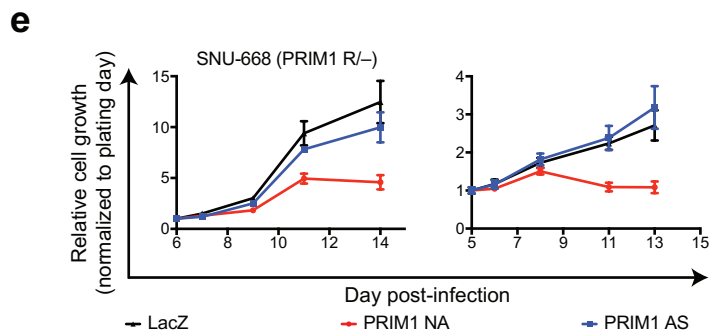 e
SNU-668 (PRIM1 R/–)
Relative cell growth
(normalized to plating day)
15
10
5
0
6 8 10 12 14
4
3
2
1
0
5 7 9 11 13 15
Day post-infection
LacZ PRIM1 NA PRIM1 AS